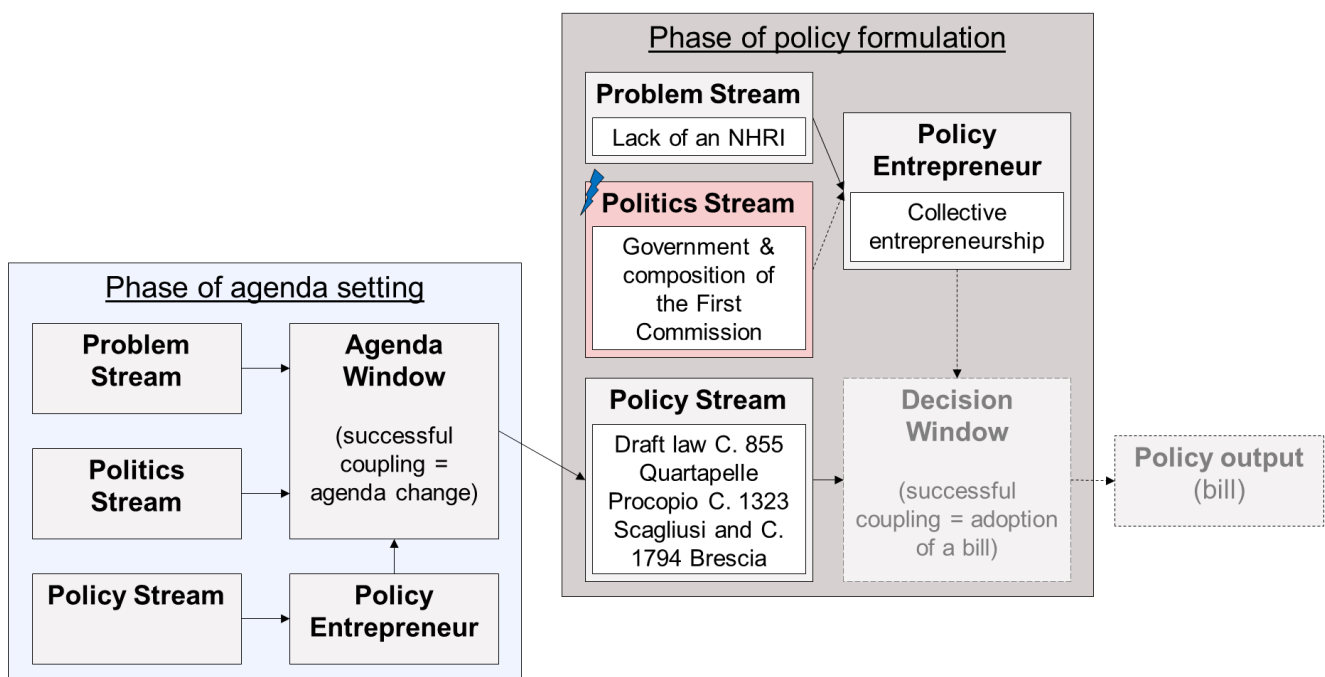 Phase of policy formulation
Problem Stream
Lack of an NHRI
Politics Stream
Government &
composition of
the First
Commission
Policy
Entrepreneur
Collective
entrepreneurship
Policy Stream
Draft law C. 855
Quartapelle
Procopio C. 1323
Scagliusi and C.
1794 Brescia
Decision
Window
(successful
coupling = adoption
of a bill)
Policy output
(bill)
Phase of agenda setting
Problem
Stream
Politics
Stream
Policy Stream
Agenda
Window
(successful
coupling =
agenda change)
Policy
Entrepreneur